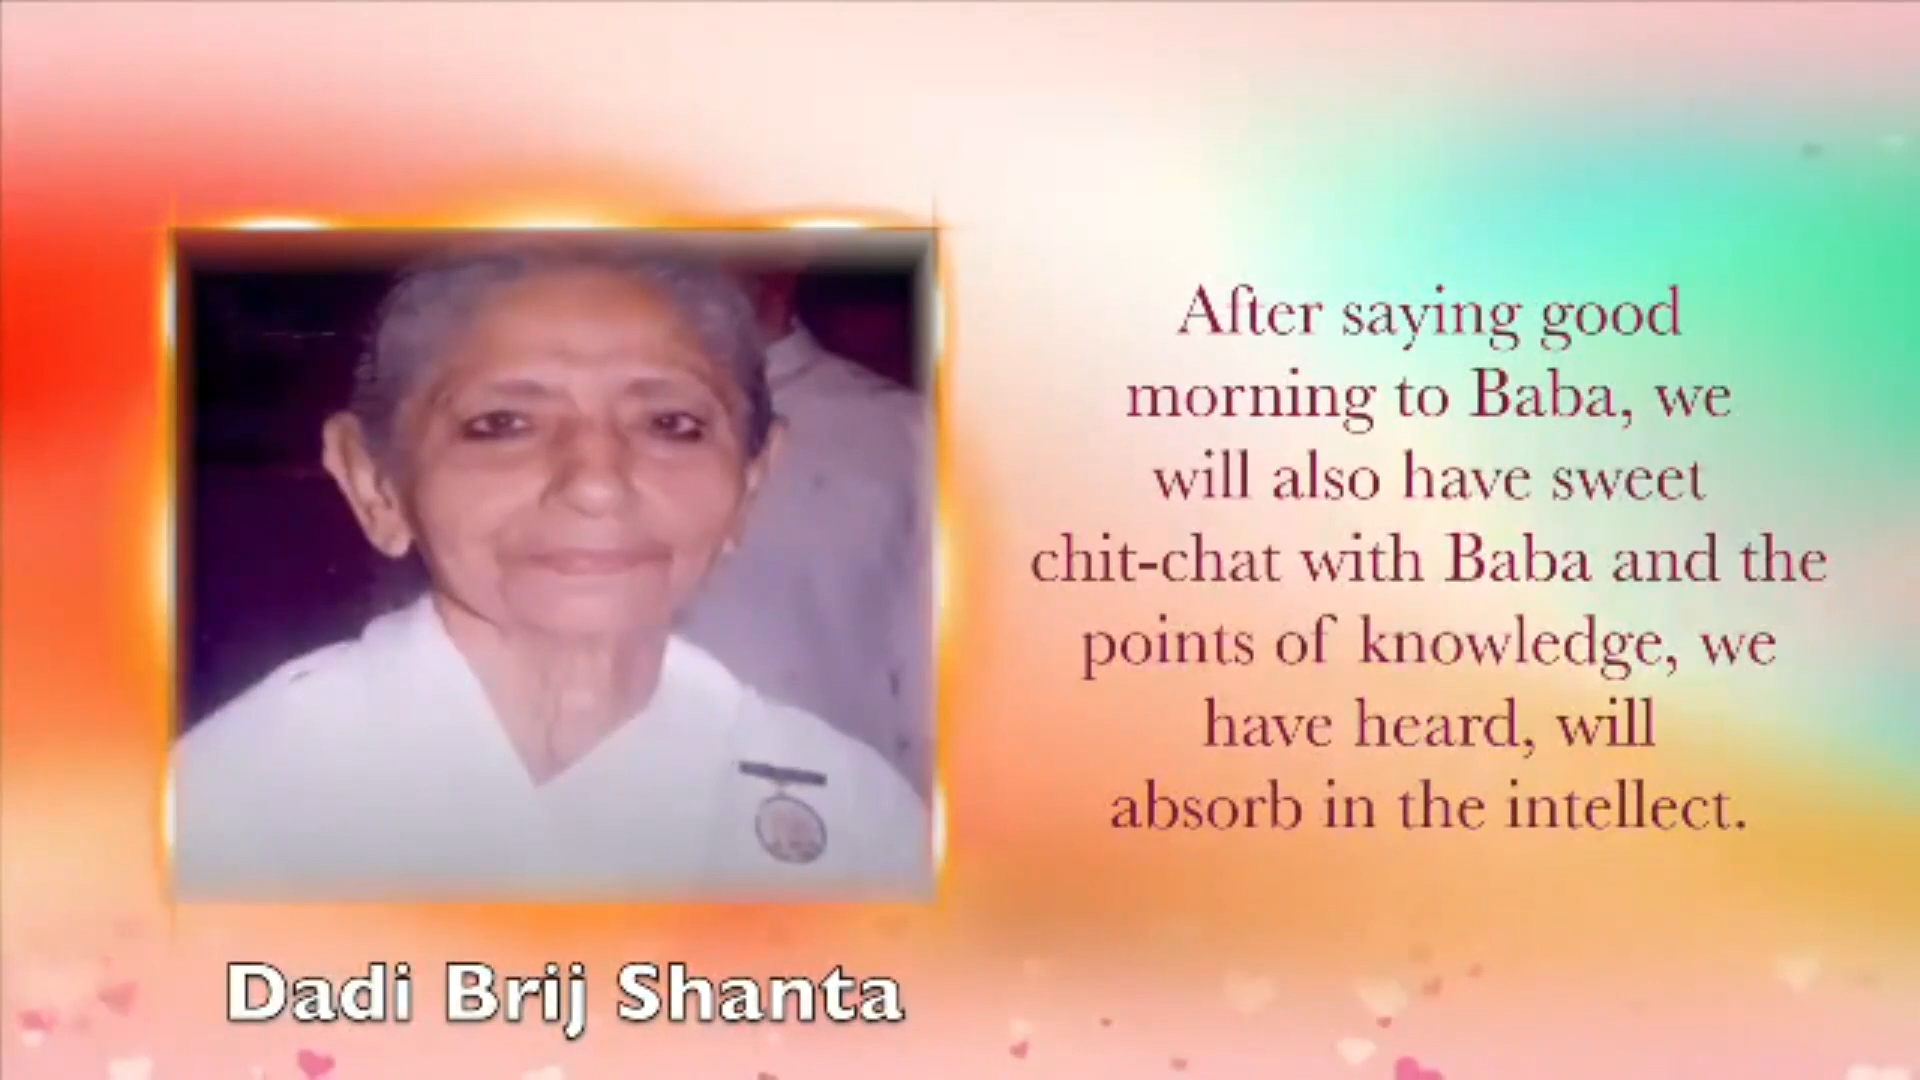 After saying good
morning to Baba, we
will also have sweet
chit-chat with Baba and the
points of knowledge, we
have heard, will
absorb in the intellect.
Dadi Brij Shanta